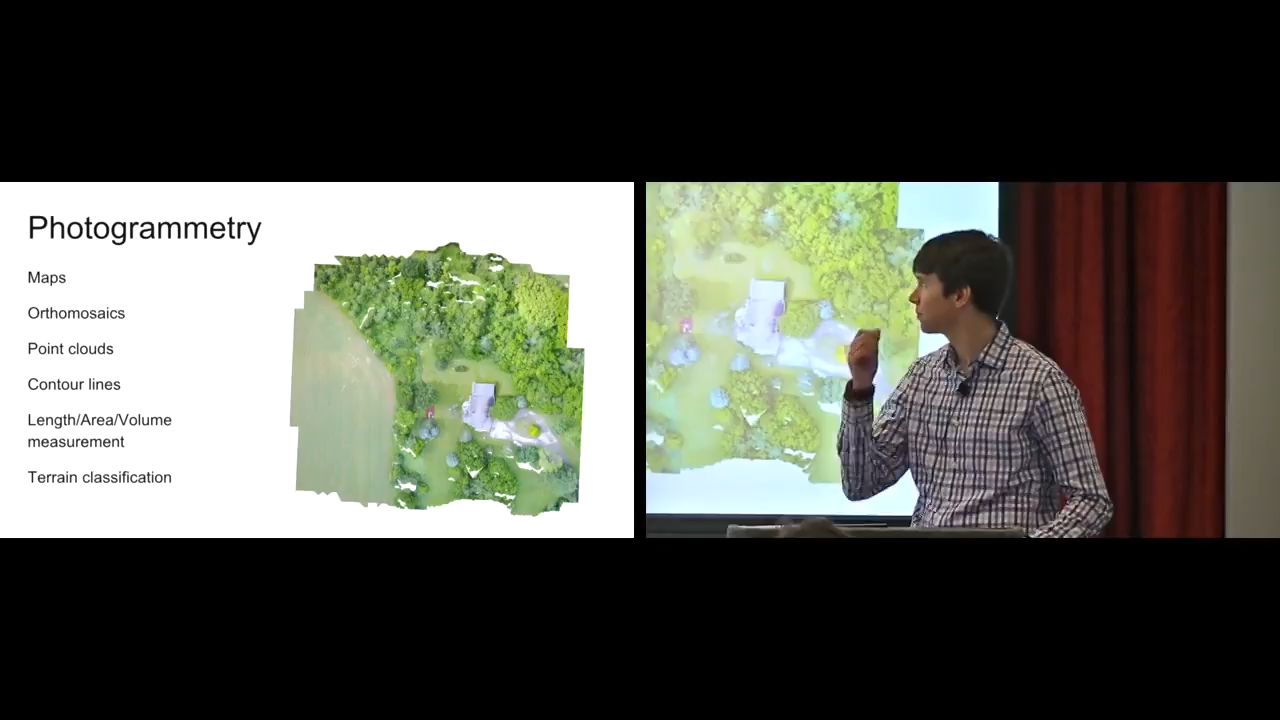 Photogrammetry
Maps
Orthomosaics
Point clouds
Contour lines
Length/Area/Volume
measurement
Terrain classification